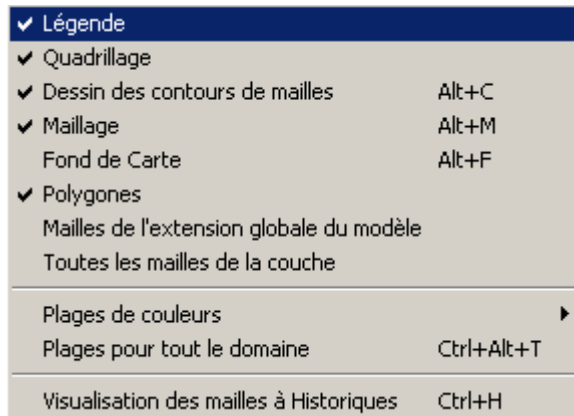 Légende
Quadrillage
Dessin des contours de mailles Alt+C
Maillage Alt+M
Fond de Carte Alt+F
Polygones
Mailles de l'extension globale du modèle
Toutes les mailles de la couche
Plages de couleurs
Plages pour tout le domaine Ctrl+Alt+T
Visualisation des mailles à Historiques Ctrl+H